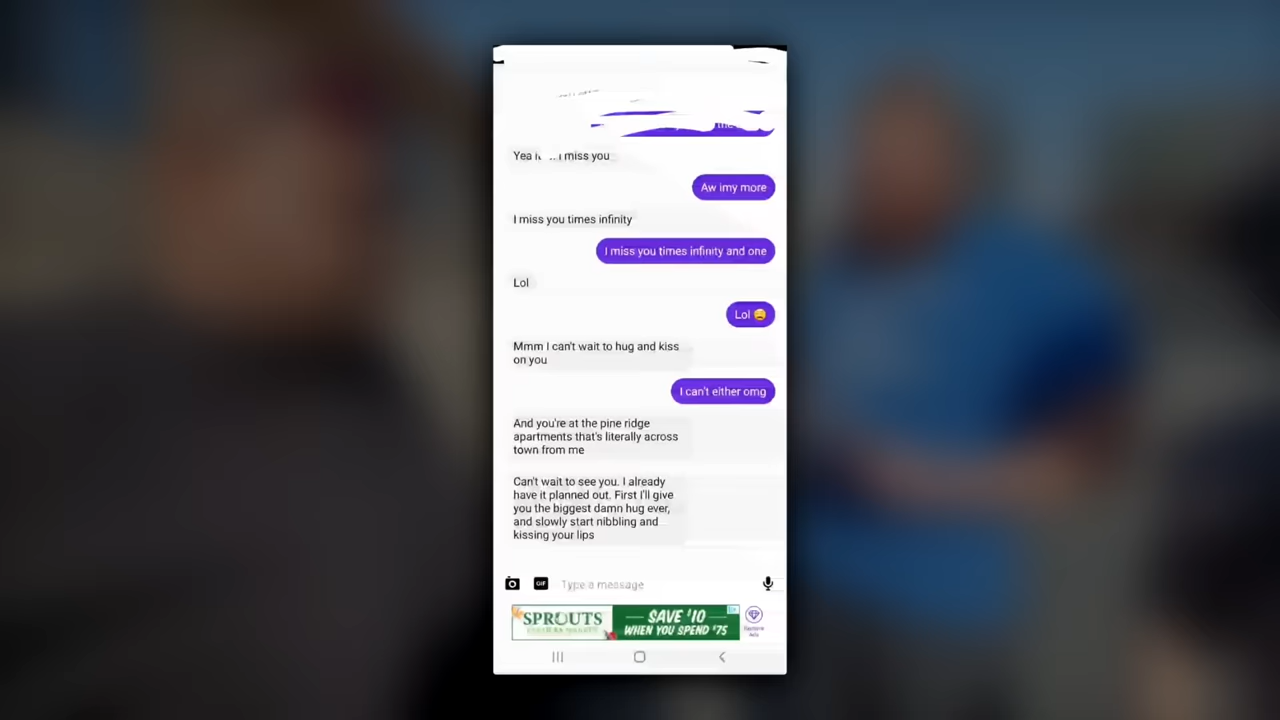 Yea i miss you
Aw imy more
I miss you times infinity
I miss you times infinity and one
Lol
Lol 😩
Mmm I can't wait to hug and kiss
on you
I can't either omg
And you're at the pine ridge
apartments that's literally across
town from me
Can't wait to see you. I already
have it planned out. First I'll give
you the biggest damn hug ever,
and slowly start nibbling and
kissing your lips
GIF
Type a message
SPROUTS
SAVE $10
WHEN YOU SPEND $75